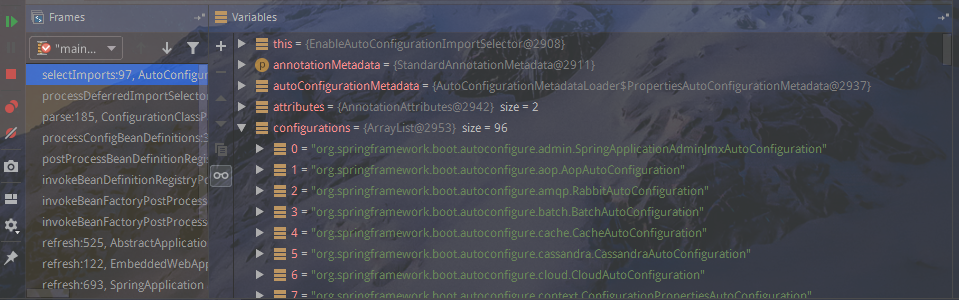 Frames
Variables
"main...
selectImports:97, AutoConfigur
processDeferredImportSelector
parse:185, ConfigurationClassP
processConfigBeanDefinitions:3
postProcessBeanDefinitionRegi
invokeBeanDefinitionRegistryPo
invokeBeanFactoryPostProcess
invokeBeanFactoryPostProcess
refresh:525, AbstractApplication
refresh:122, EmbeddedWebApp
refresh:693, SpringApplication
this = {EnableAutoConfigurationImportSelector@2908}
annotationMetadata = {StandardAnnotationMetadata@2911}
autoConfigurationMetadata = {AutoConfigurationMetadataLoader$PropertiesAutoConfigurationMetadata@2937}
attributes = {AnnotationAttributes@2942} size = 2
configurations = {ArrayList@2953} size = 96
0 = "org.springframework.boot.autoconfigure.admin.SpringApplicationAdminJmxAutoConfiguration"
1 = "org.springframework.boot.autoconfigure.aop.AopAutoConfiguration"
2 = "org.springframework.boot.autoconfigure.amqp.RabbitAutoConfiguration"
3 = "org.springframework.boot.autoconfigure.batch.BatchAutoConfiguration"
4 = "org.springframework.boot.autoconfigure.cache.CacheAutoConfiguration"
5 = "org.springframework.boot.autoconfigure.cassandra.CassandraAutoConfiguration"
6 = "org.springframework.boot.autoconfigure.cloud.CloudAutoConfiguration"
7 = "org.springframework.boot.autoconfigure.context.ConfigurationPropertiesAutoConfiguration"